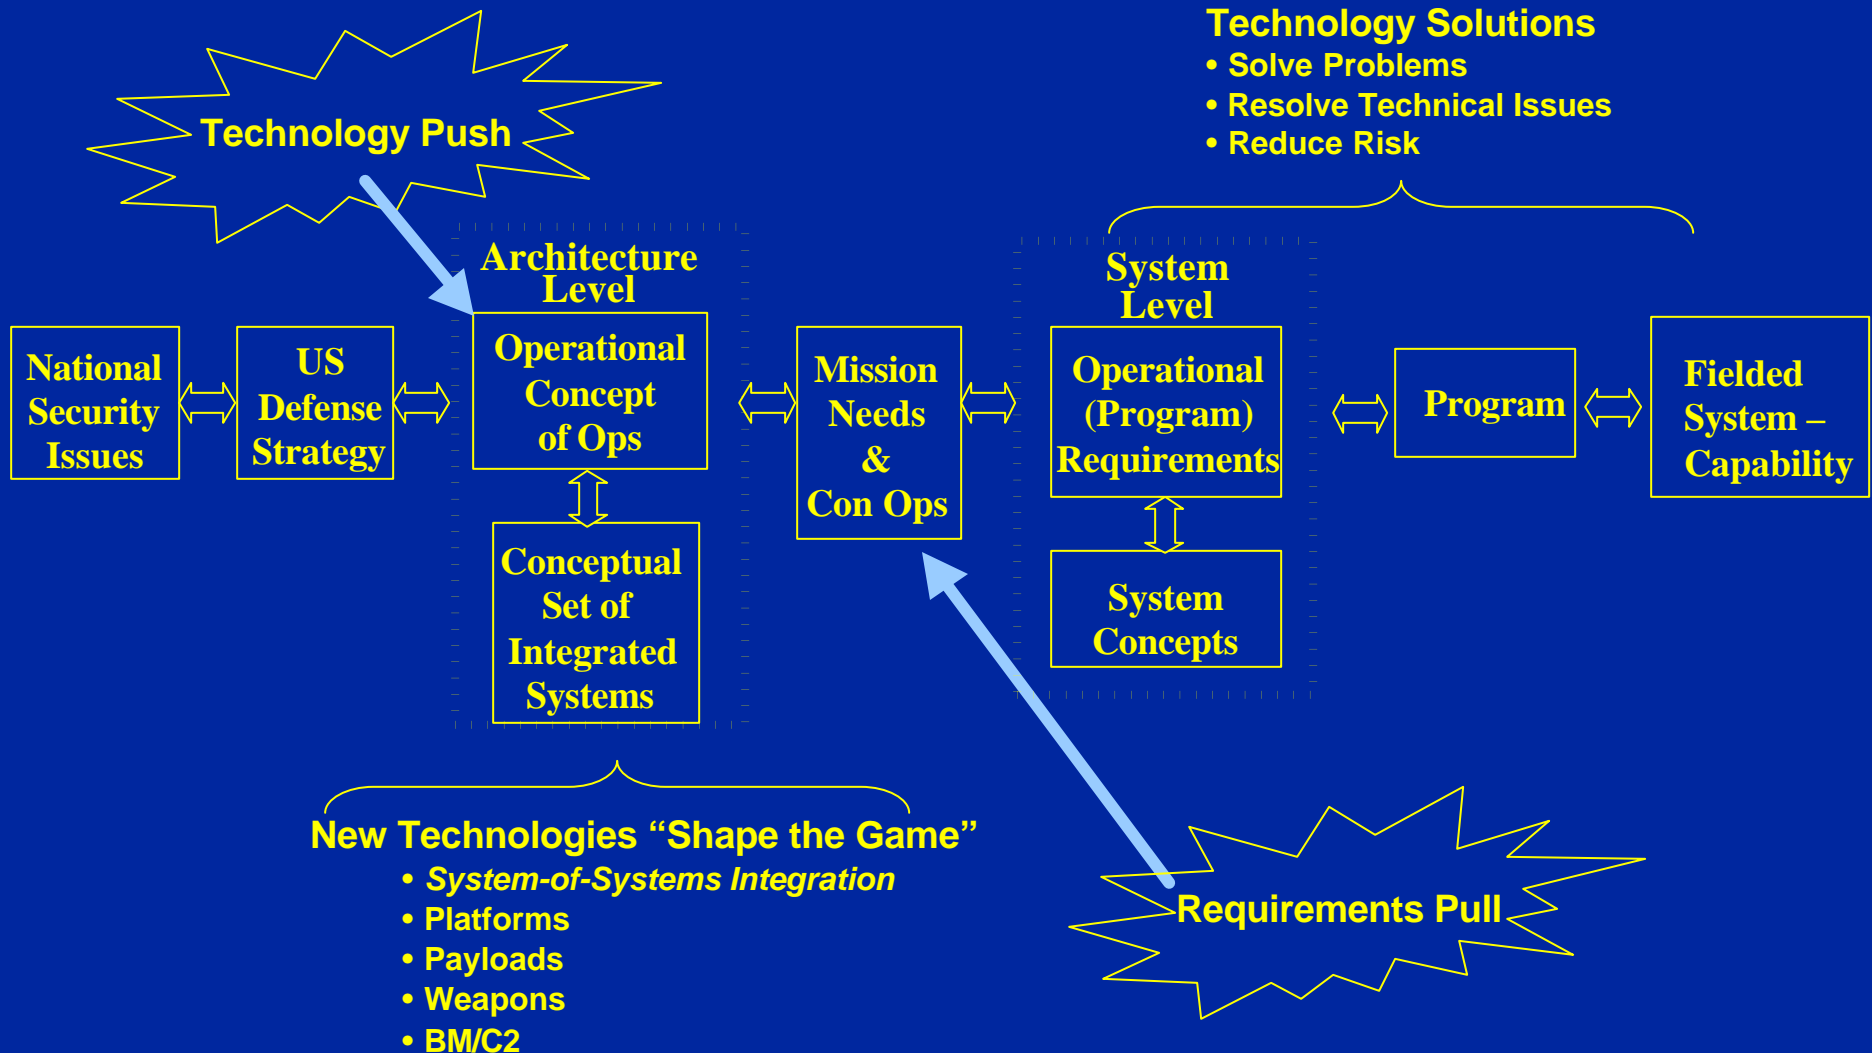 Technology Push
Technology Solutions
• Solve Problems
• Resolve Technical Issues
• Reduce Risk
National
Security
Issues
US
Defense
Strategy
Architecture
Level
Operational
Concept
of Ops
Conceptual
Set of
Integrated
Systems
Mission
Needs
&
Con Ops
System
Level
Operational
(Program)
Requirements
System
Concepts
Program
Fielded
System –
Capability
New Technologies “Shape the Game”
• System-of-Systems Integration
• Platforms
• Payloads
• Weapons
• BM/C2
Requirements Pull